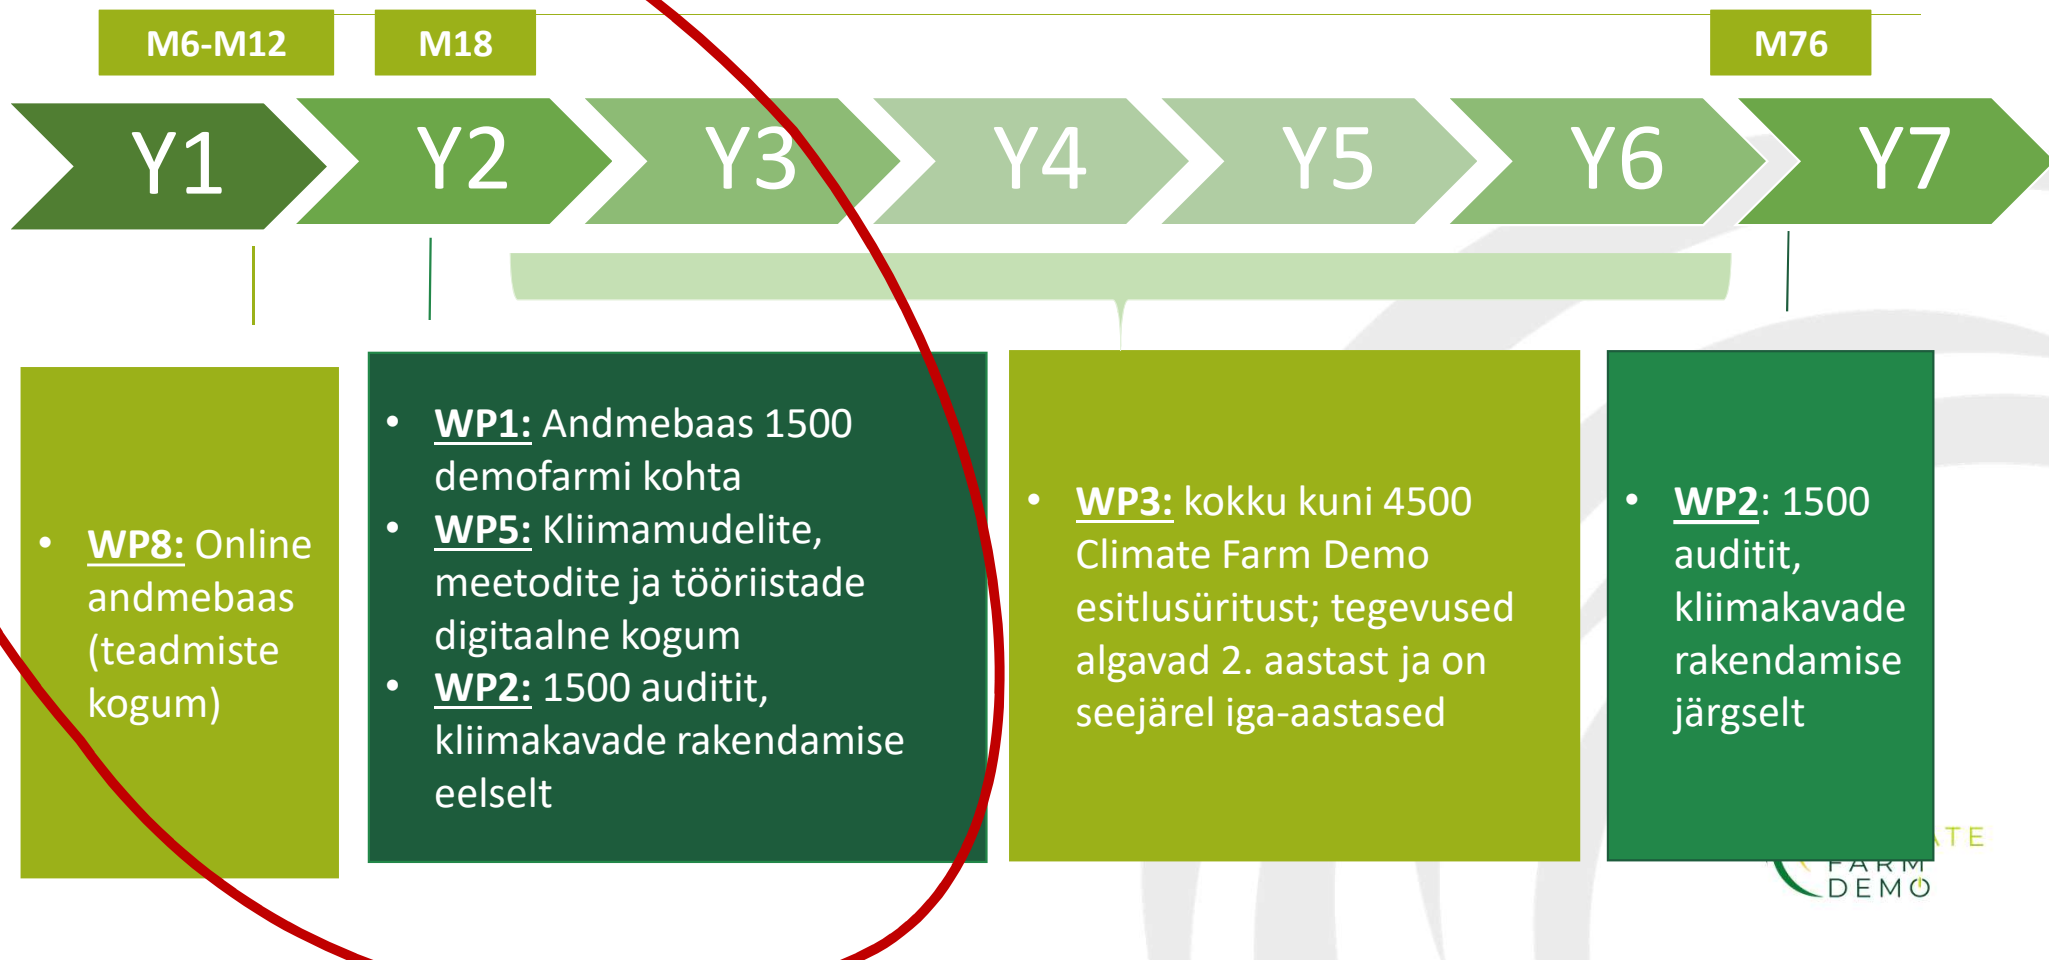 M6-M12
M18
M76
Y1
Y2
Y3
Y4
Y5
Y6
Y7
• WP8: Online
andmebaas
(teadmiste
kogum)
• WP1: Andmebaas 1500
demofarmi kohta
• WP5: Kliimamudelite,
meetodite ja tööriistade
digitaalne kogum
• WP2: 1500 auditit,
kliimakavade rakendamise
eelselt
• WP3: kokku kuni 4500
Climate Farm Demo
esitlusüritust; tegevused
algavad 2. aastast ja on
seejärel iga-aastased
• WP2: 1500
auditit,
kliimakavade
rakendamise
järgselt
ATE
FARM
DEMO